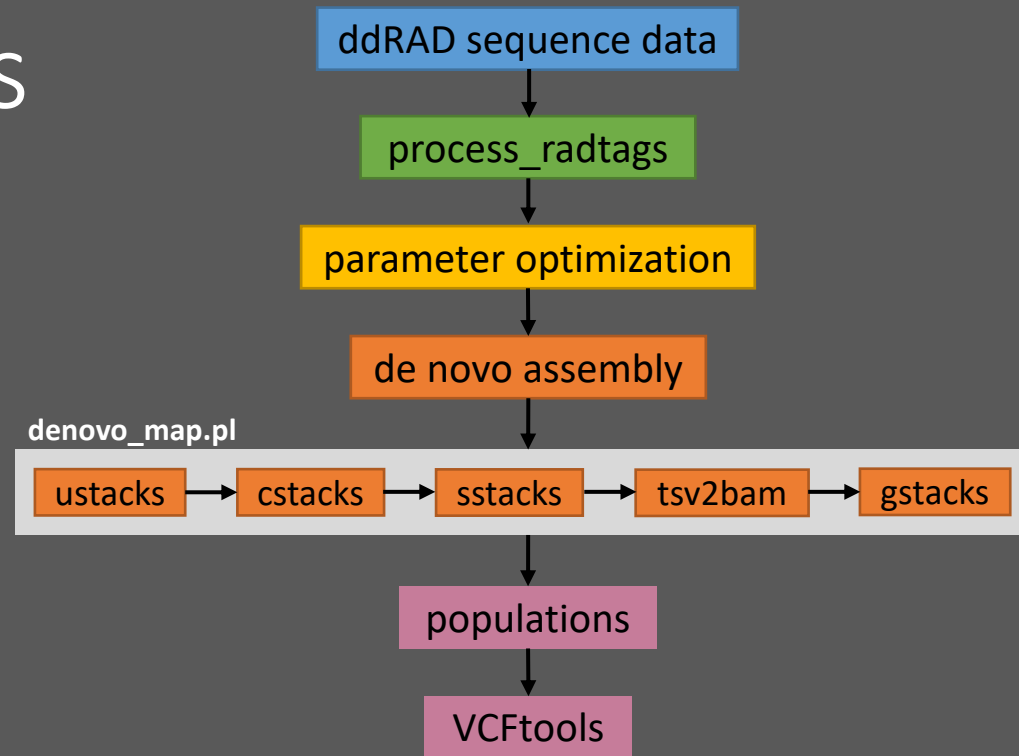 S
ddRAD sequence data
process_radtags
parameter optimization
de novo assembly
denovo_map.pl
ustacks cstacks sstacks tsv2bam gstacks
populations
VCFtools